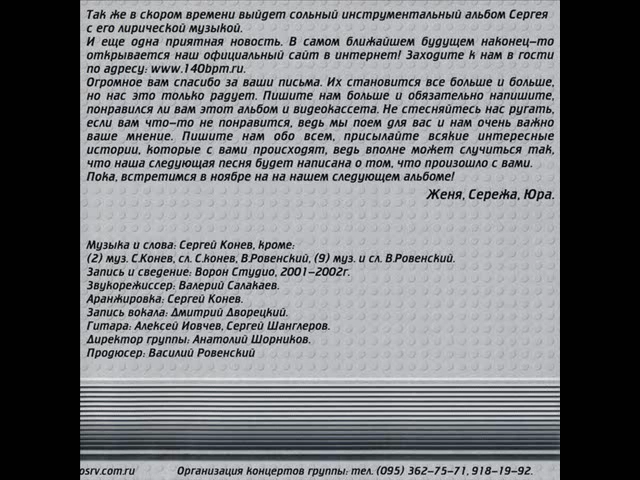 Так же в скором времени выйдет сольный инструментальный альбом Сергея
с его лирической музыкой.
И еще одна приятная новость. В самом ближайшем будущем наконец-то
открывается наш официальный сайт в интернет! Заходите к нам в гости
по адресу: www.140bpm.ru.
Огромное вам спасибо за ваши письма. Их становится все больше и больше,
но нас это только радует. Пишите нам больше и обязательно напишите,
понравился ли вам этот альбом и видеокассета. Не стесняйтесь нас ругать,
если вам что-то не понравится, ведь мы поем для вас и нам очень важно
ваше мнение. Пишите нам обо всем, присылайте всякие интересные
истории, которые с вами происходят, ведь вполне может случиться так,
что наша следующая песня будет написана о том, что произошло с вами.
Пока, встретимся в ноябре на на нашем следующем альбоме!
Женя, Сережа, Юра.
Музыка и слова: Сергей Конев, кроме:
(2) муз. С.Конев, сл. С.конев, В.Ровенский, (9) муз. и сл. В.Ровенский.
Запись и сведение: Ворон Студио, 2001-2002г.
Звукорежиссер: Валерий Салакаев.
Аранжировка: Сергей Конев.
Запись вокала: Дмитрий Дворецкий.
Гитара: Алексей Иовчев, Сергей Шанглеров.
Директор группы: Анатолий Шорников.
Продюсер: Василий Ровенский
osrv.com.ru Организация концертов группы: тел. (095) 362-75-71, 918-19-92.